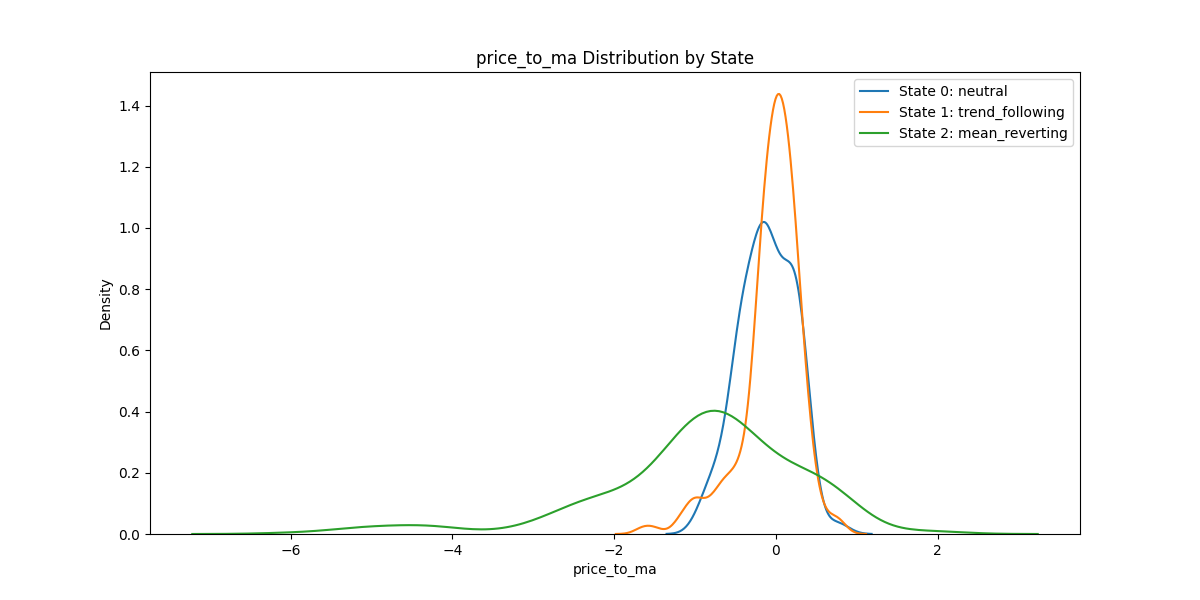 price_to_ma Distribution by State
State 0: neutral
State 1: trend_following
State 2: mean_reverting
Density
1.4
1.2
1.0
0.8
0.6
0.4
0.2
0.0
−6
−4
−2
0
2
price_to_ma